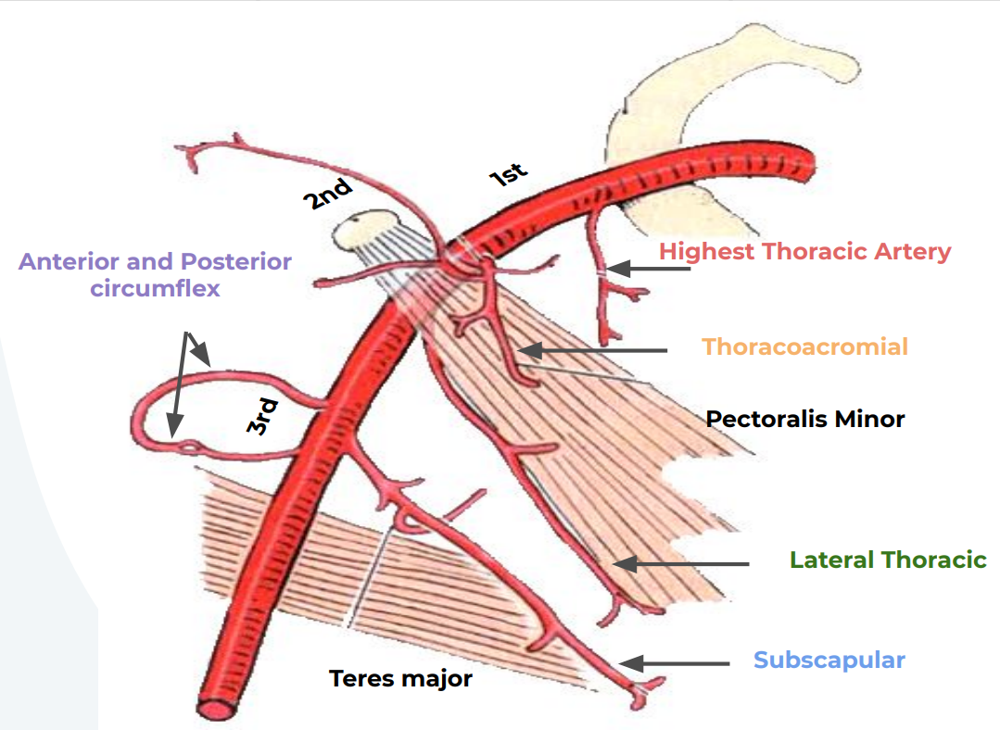 1st
2nd
Highest Thoracic Artery
Anterior and Posterior
circumflex
Thoracoacromial
3rd
Pectoralis Minor
Lateral Thoracic
Subscapular
Teres major